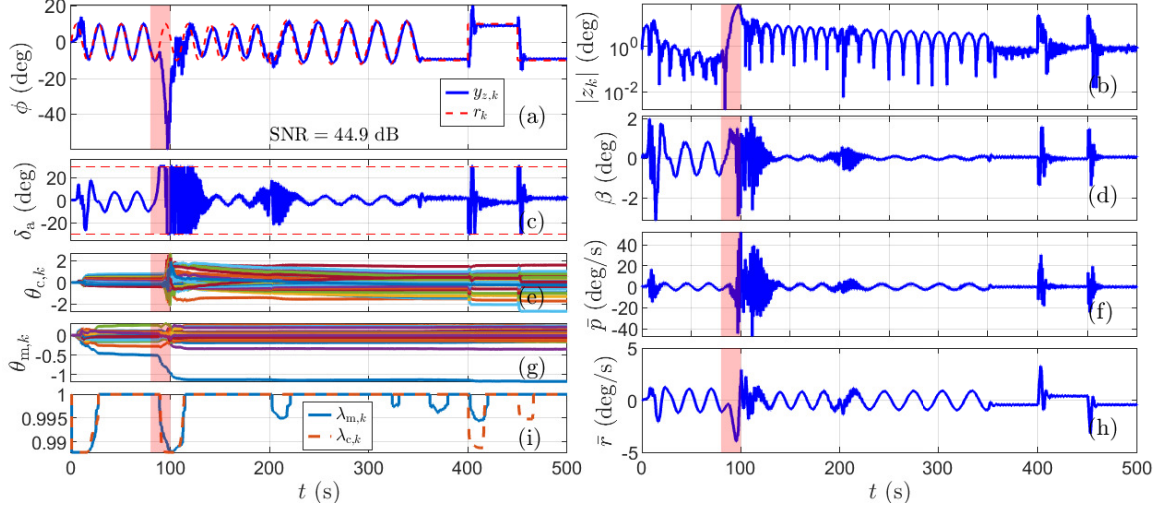 20
0
-20
-40
ϕ (deg)
y_{z,k}
r_k
SNR = 44.9 dB
(a)
20
0
-20
δ_a (deg)
(c)
2
0
-2
θ_{c,k}
(e)
0
-0.5
-1
θ_{m,k}
(g)
1
0.995
0.99
λ_{m,k}
λ_{c,k}
(i)
0 100 200 300 400 500
t (s)
10^0
10^{-2}
|z_k| (deg)
(b)
2
0
-2
β (deg)
(d)
40
20
0
-20
-40
p̄ (deg/s)
(f)
5
0
-5
r̄ (deg/s)
(h)
0 100 200 300 400 500
t (s)